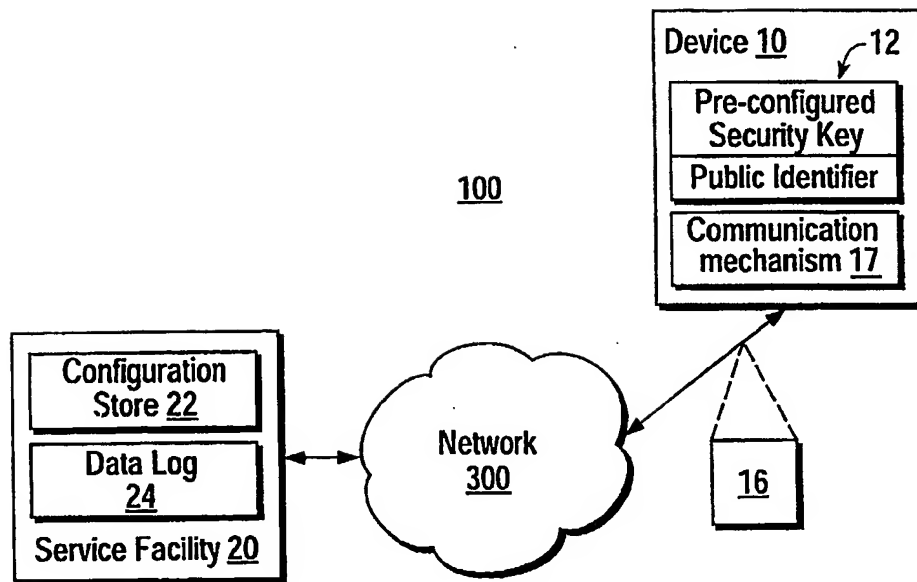 Device 10
12
Pre-configured
Security Key
Public Identifier
Communication
mechanism 17
100
Configuration
Store 22
Data Log
24
Service Facility 20
Network
300
16